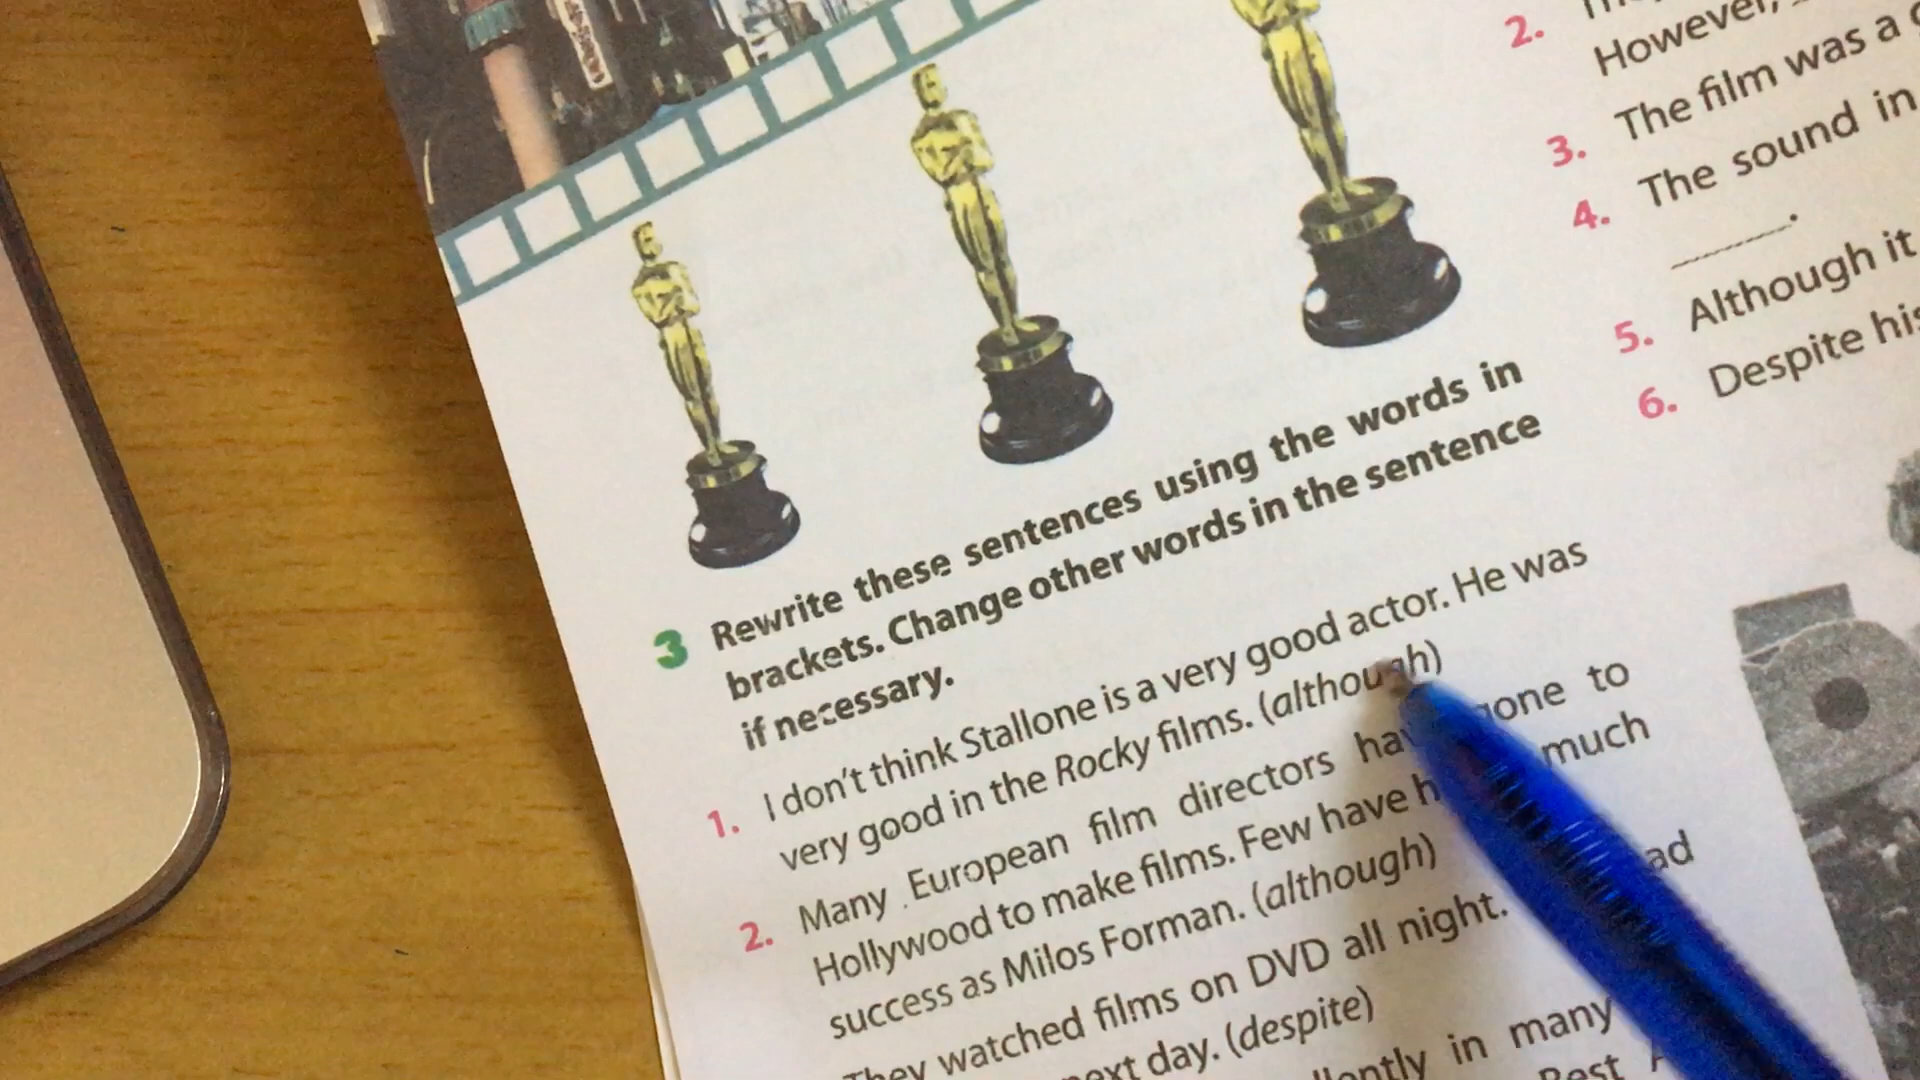 3 Rewrite these sentences using the words in
brackets. Change other words in the sentence
if necessary.
1. I don't think Stallone is a very good actor. He was
very good in the Rocky films. (although)
2. Many European film directors gone to
Hollywood to make films. Few have much
success as Milos Forman. (although)
They watched films on DVD all night.
next day. (despite)
in many
Best
2.
However,
3. The film was a
4. The sound in
5. Although it
6. Despite his